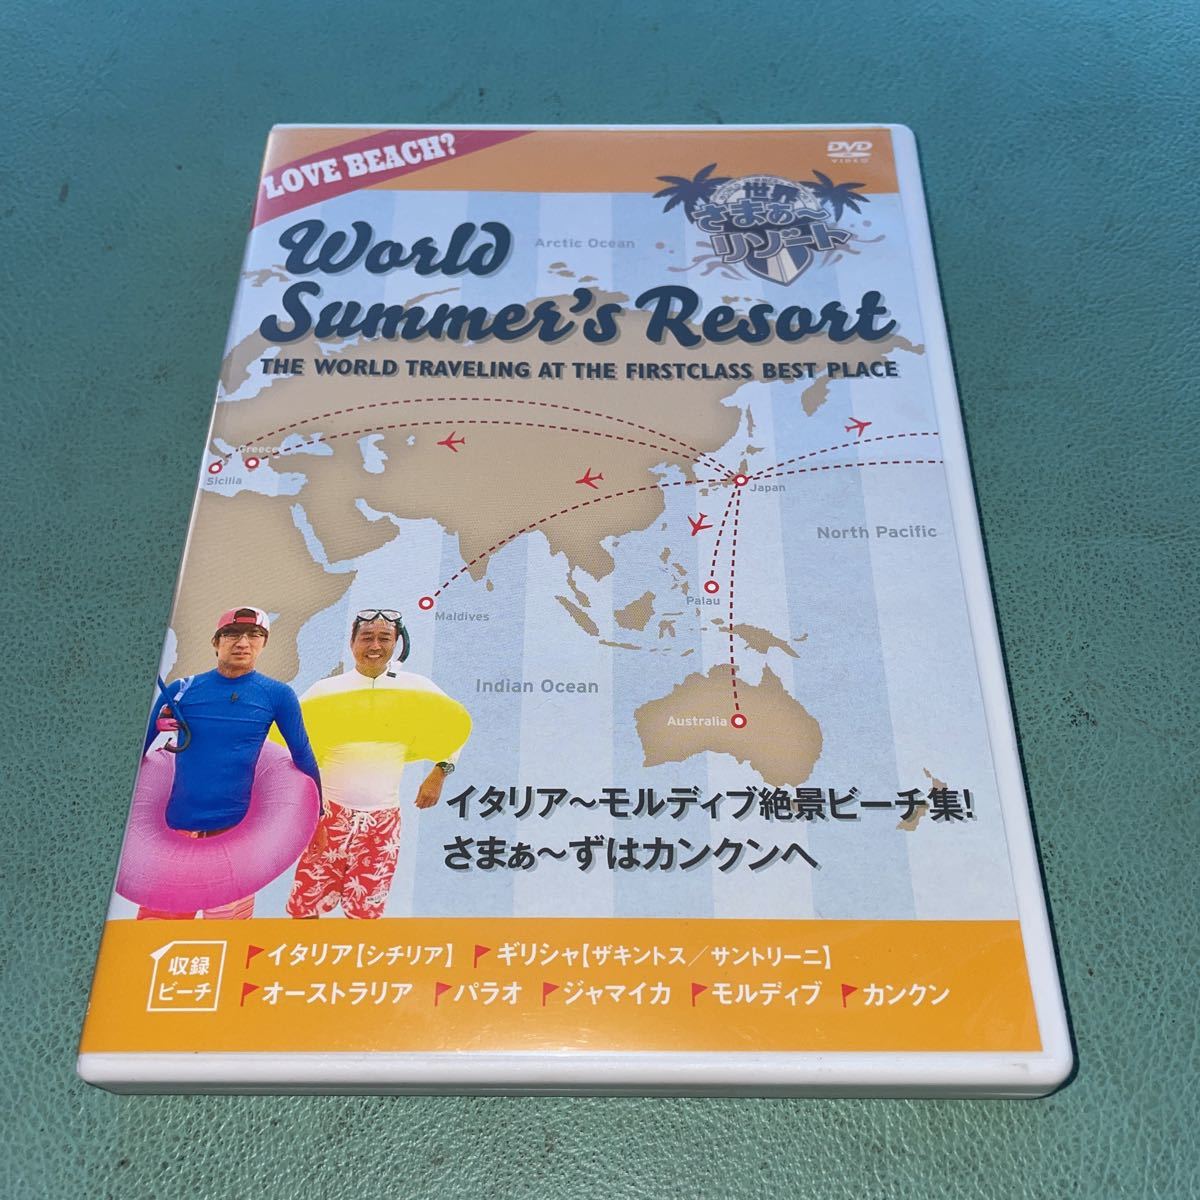 LOVE BEACH?
DVD
VIDEO
世界
さまぁ～
リゾート
World
Summer's Resort
THE WORLD TRAVELING AT THE FIRSTCLASS BEST PLACE
Arctic Ocean
Greece
Sicilia
Japan
North Pacific
Palau
Maldives
Indian Ocean
Australia
イタリア～モルディブ絶景ビーチ集!
さまぁ～ずはカンクンへ
収録
ビーチ
イタリア【シチリア】 ギリシャ【ザキントス／サントリーニ】
オーストラリア パラオ ジャマイカ モルディブ カンクン